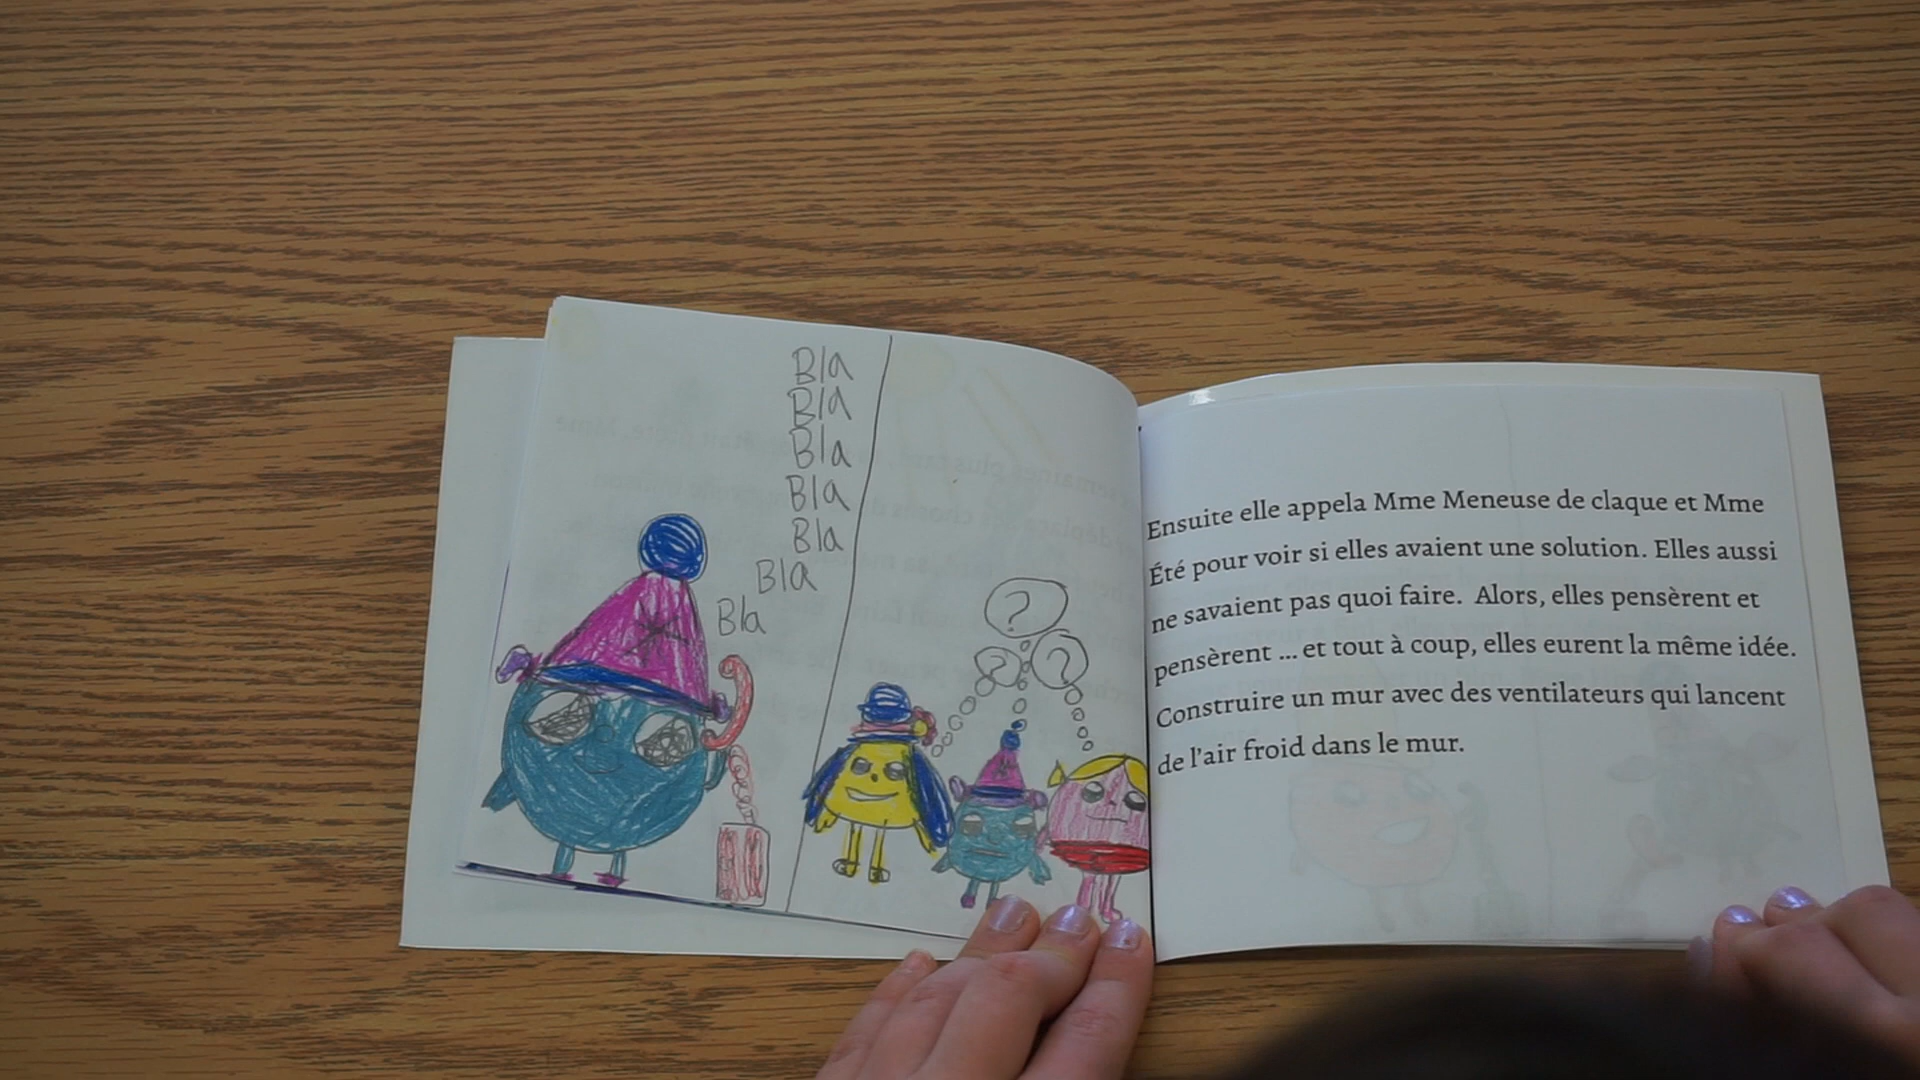 Bla
Bla
Bla
Bla
Bla
Bla
Bla
?
?
?
Ensuite elle appela Mme Meneuse de claque et Mme
Été pour voir si elles avaient une solution. Elles aussi
ne savaient pas quoi faire. Alors, elles pensèrent et
pensèrent ... et tout à coup, elles eurent la même idée.
Construire un mur avec des ventilateurs qui lancent
de l'air froid dans le mur.